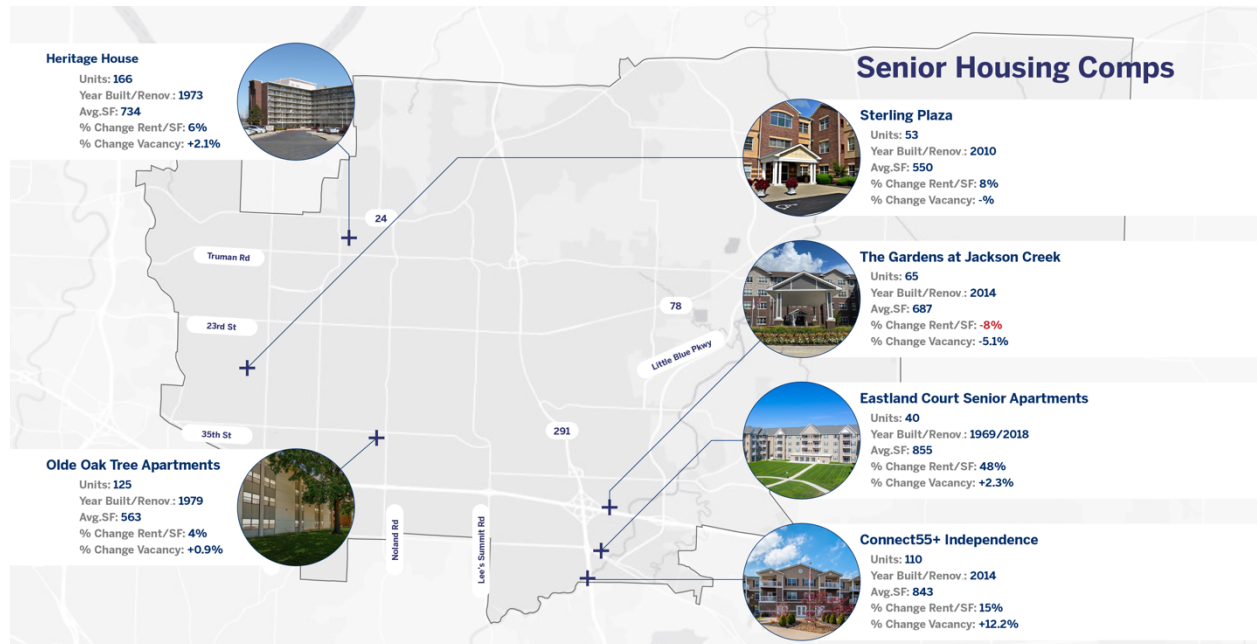 Senior Housing Comps
Heritage House
Units: 166
Year Built/Renov.: 1973
Avg.SF: 734
% Change Rent/SF: 6%
% Change Vacancy: +2.1%
Sterling Plaza
Units: 53
Year Built/Renov.: 2010
Avg.SF: 550
% Change Rent/SF: 8%
% Change Vacancy: -%
The Gardens at Jackson Creek
Units: 65
Year Built/Renov.: 2014
Avg.SF: 687
% Change Rent/SF: -8%
% Change Vacancy: -5.1%
Eastland Court Senior Apartments
Units: 40
Year Built/Renov.: 1969/2018
Avg.SF: 855
% Change Rent/SF: 48%
% Change Vacancy: +2.3%
Olde Oak Tree Apartments
Units: 125
Year Built/Renov.: 1979
Avg.SF: 563
% Change Rent/SF: 4%
% Change Vacancy: +0.9%
Connect55+ Independence
Units: 110
Year Built/Renov.: 2014
Avg.SF: 843
% Change Rent/SF: 15%
% Change Vacancy: +12.2%
24
Truman Rd
23rd St
78
Little Blue Pkwy
35th St
291
Noland Rd
Lee's Summit Rd